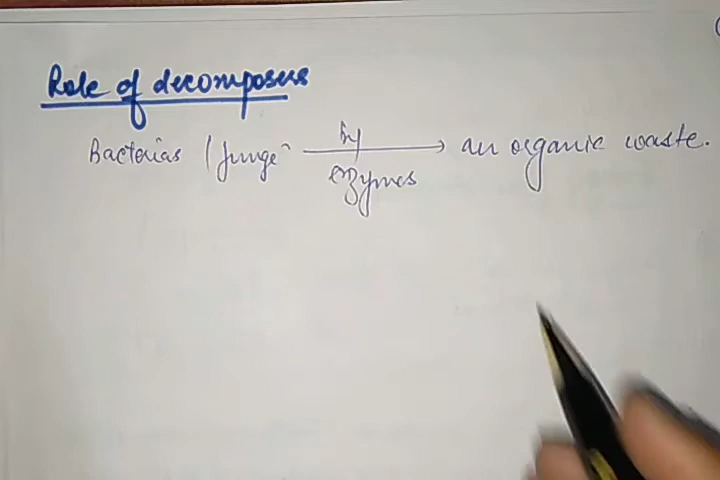 Role of decomposers
Bacterias / fungi by enzymes → an organic waste.